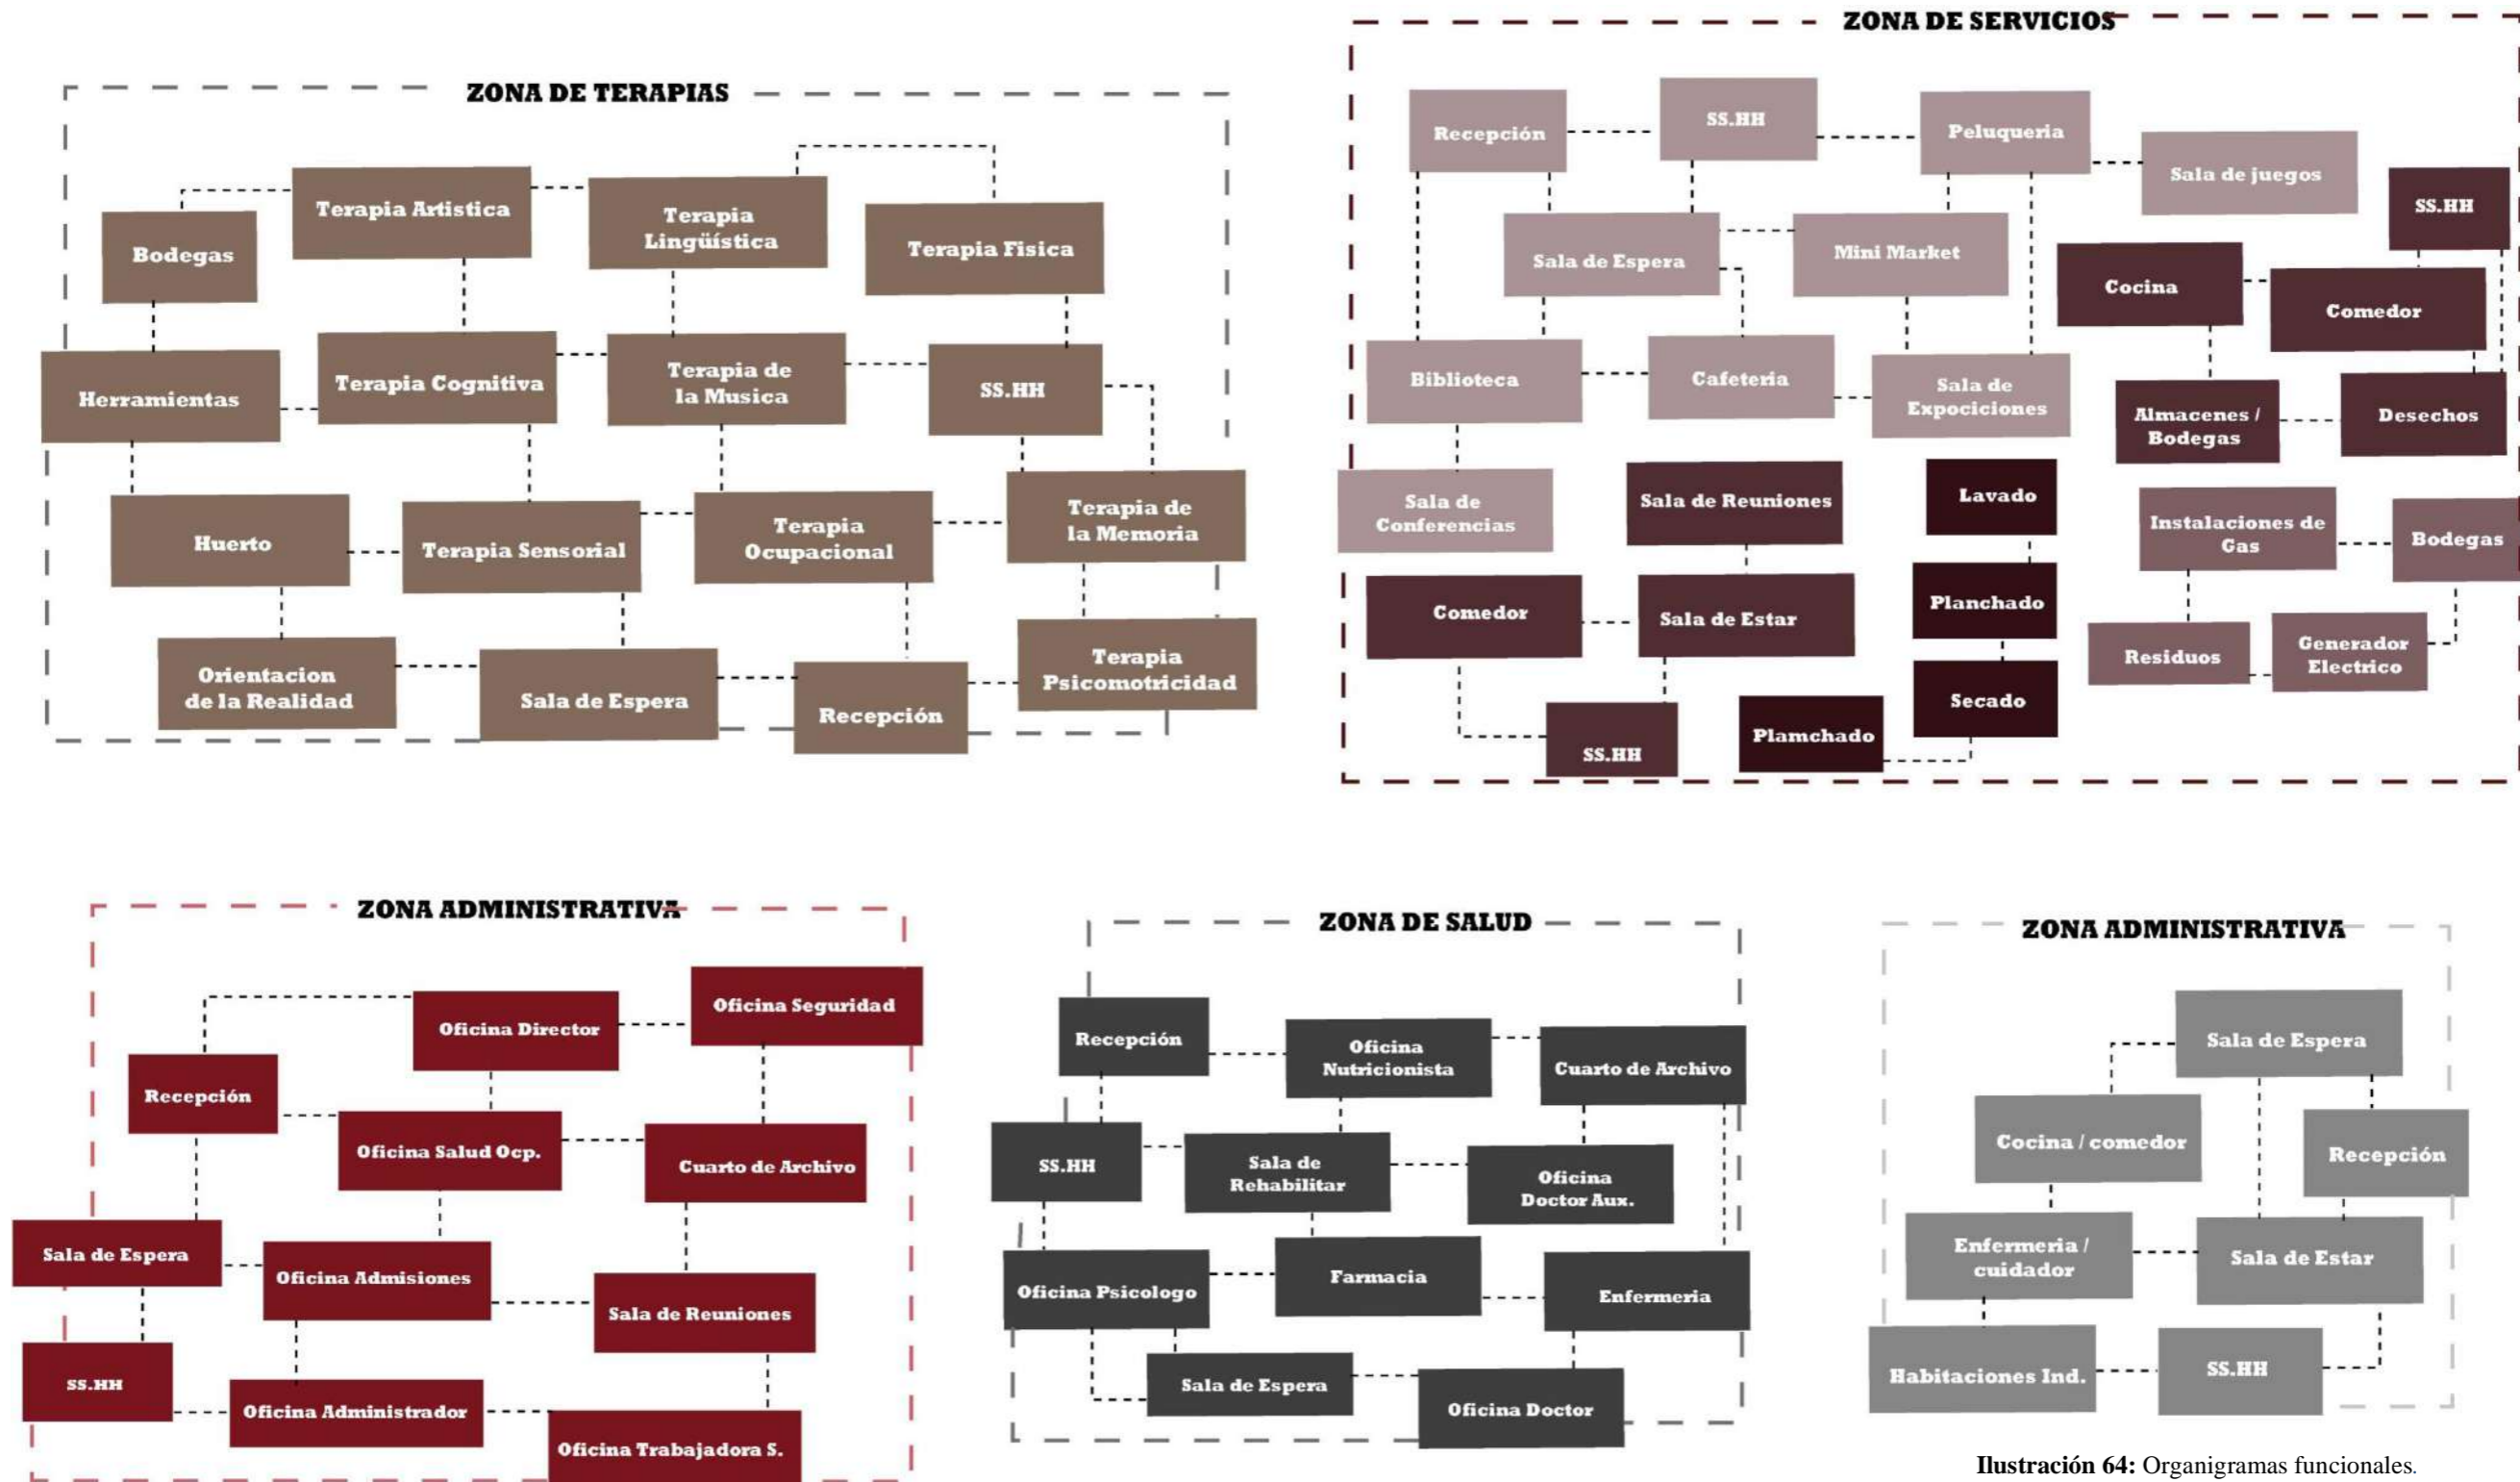 ZONA DE TERAPIAS
Terapia Artistica
Terapia
Lingüística
Terapia Fisica
Bodegas
Terapia Cognitiva
Terapia de
la Musica
SS.HH
Herramientas
Huerto
Terapia Sensorial
Terapia
Ocupacional
Terapia de
la Memoria
Orientacion
de la Realidad
Sala de Espera
Recepción
Terapia
Psicomotricidad
ZONA DE SERVICIOS
Recepción
SS.HH
Peluqueria
Sala de juegos
SS.HH
Sala de Espera
Mini Market
Cocina
Comedor
Biblioteca
Cafeteria
Sala de
Expociciones
Almacenes /
Bodegas
Desechos
Sala de
Conferencias
Sala de Reuniones
Lavado
Instalaciones de
Gas
Bodegas
Comedor
Sala de Estar
Planchado
Residuos
Generador
Electrico
Secado
SS.HH
Plamchado
ZONA ADMINISTRATIVA
Oficina Seguridad
Oficina Director
Recepción
Oficina Salud Ocp.
Cuarto de Archivo
Sala de Espera
Oficina Admisiones
Sala de Reuniones
SS.HH
Oficina Administrador
Oficina Trabajadora S.
ZONA DE SALUD
Recepción
Oficina
Nutricionista
Cuarto de Archivo
SS.HH
Sala de
Rehabilitar
Oficina
Doctor Aux.
Oficina Psicologo
Farmacia
Enfermeria
Sala de Espera
Oficina Doctor
ZONA ADMINISTRATIVA
Sala de Espera
Cocina / comedor
Recepción
Enfermeria /
cuidador
Sala de Estar
Habitaciones Ind.
SS.HH
Ilustración 64: Organigramas funcionales.